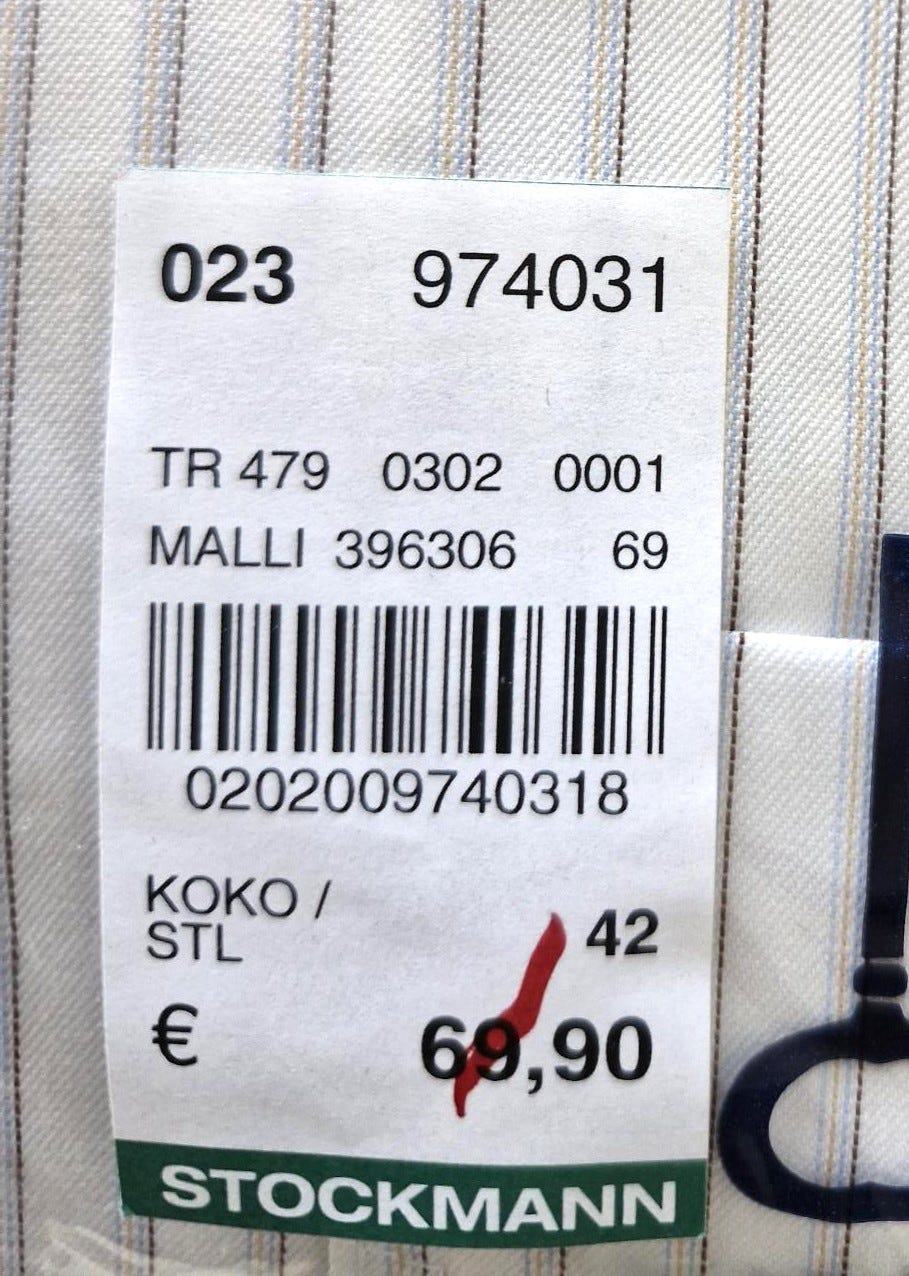 023 974031
TR 479 0302 0001
MALLI 396306 69
0202009740318
KOKO / 42
STL
€ 69,90
STOCKMANN